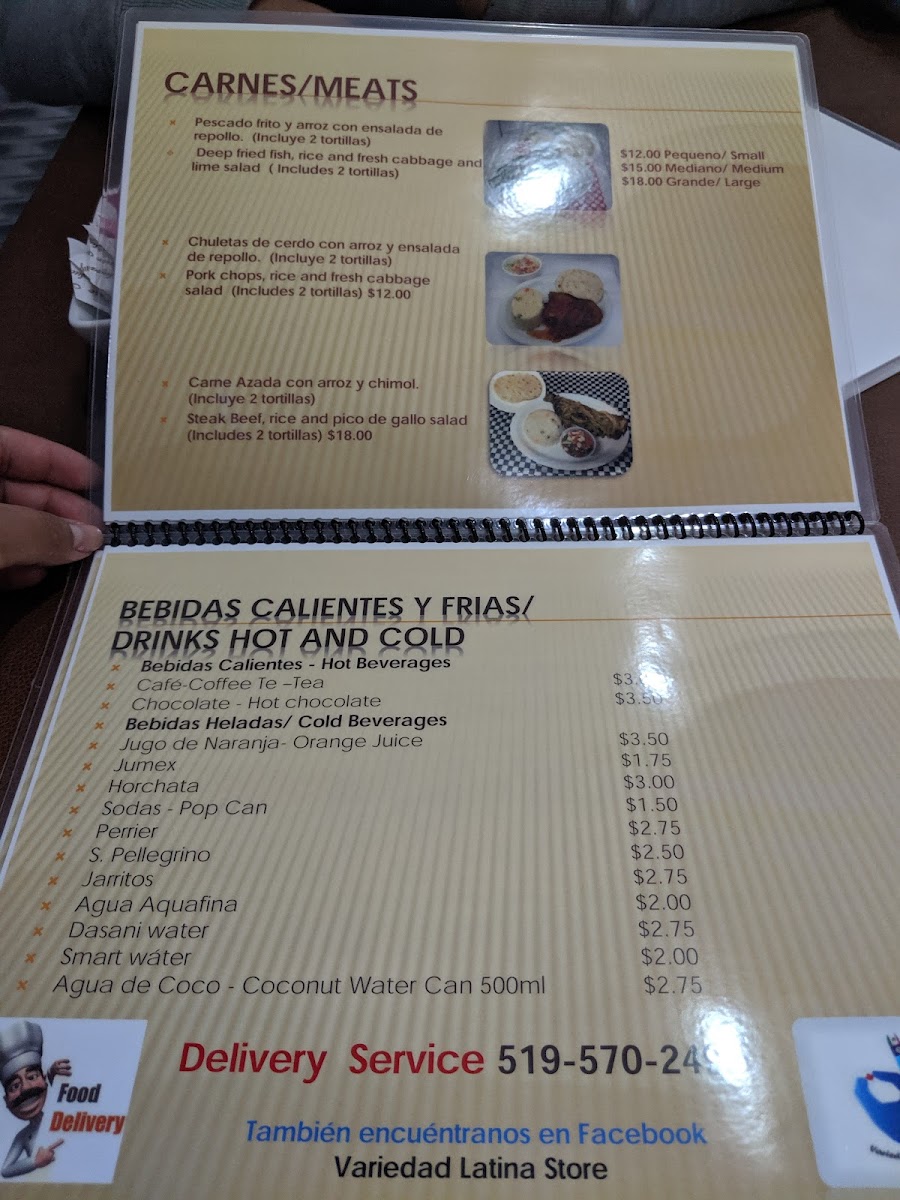 CARNES/MEATS
Pescado frito y arroz con ensalada de
repollo. (Incluye 2 tortillas)
Deep fried fish, rice and fresh cabbage and
lime salad ( Includes 2 tortillas)
$12.00 Pequeno/ Small
$15.00 Mediano/ Medium
$18.00 Grande/ Large
Chuletas de cerdo con arroz y ensalada
de repollo. (Incluye 2 tortillas)
Pork chops, rice and fresh cabbage
salad (Includes 2 tortillas) $12.00
Carne Azada con arroz y chimol.
(Incluye 2 tortillas)
Steak Beef, rice and pico de gallo salad
(Includes 2 tortillas) $18.00
BEBIDAS CALIENTES Y FRIAS/
DRINKS HOT AND COLD
Bebidas Calientes - Hot Beverages
Café-Coffee Te –Tea
Chocolate - Hot chocolate $3.50
Bebidas Heladas/ Cold Beverages
Jugo de Naranja- Orange Juice $3.50
Jumex $1.75
Horchata $3.00
Sodas - Pop Can $1.50
Perrier $2.75
S. Pellegrino $2.50
Jarritos $2.75
Agua Aquafina $2.00
Dasani water $2.75
Smart wáter $2.00
Agua de Coco - Coconut Water Can 500ml $2.75
Food
Delivery
Delivery Service 519-570-24
También encuéntranos en Facebook
Variedad Latina Store